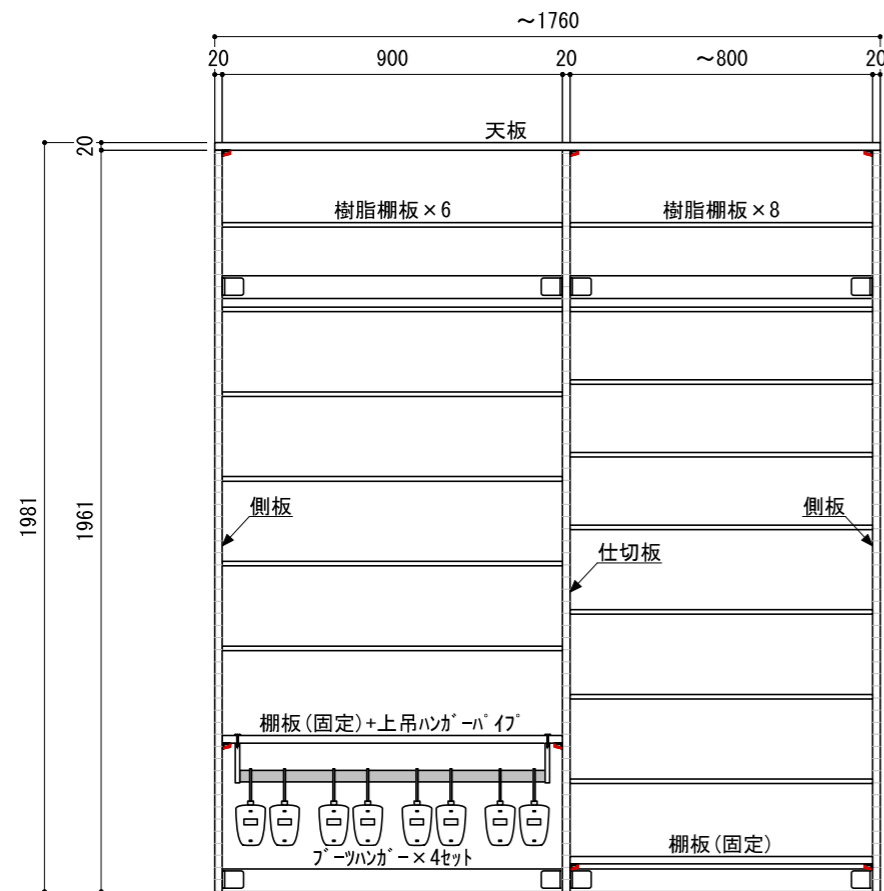 ～1760
20
900
20
～800
20
天板
20
樹脂棚板×6
樹脂棚板×8
1981
1961
側板
側板
仕切板
棚板(固定)+上吊ﾊﾝｶﾞｰﾊﾟｲﾌﾟ
棚板(固定)
ﾌﾞｰﾂﾊﾝｶﾞｰ×4ｾｯﾄ